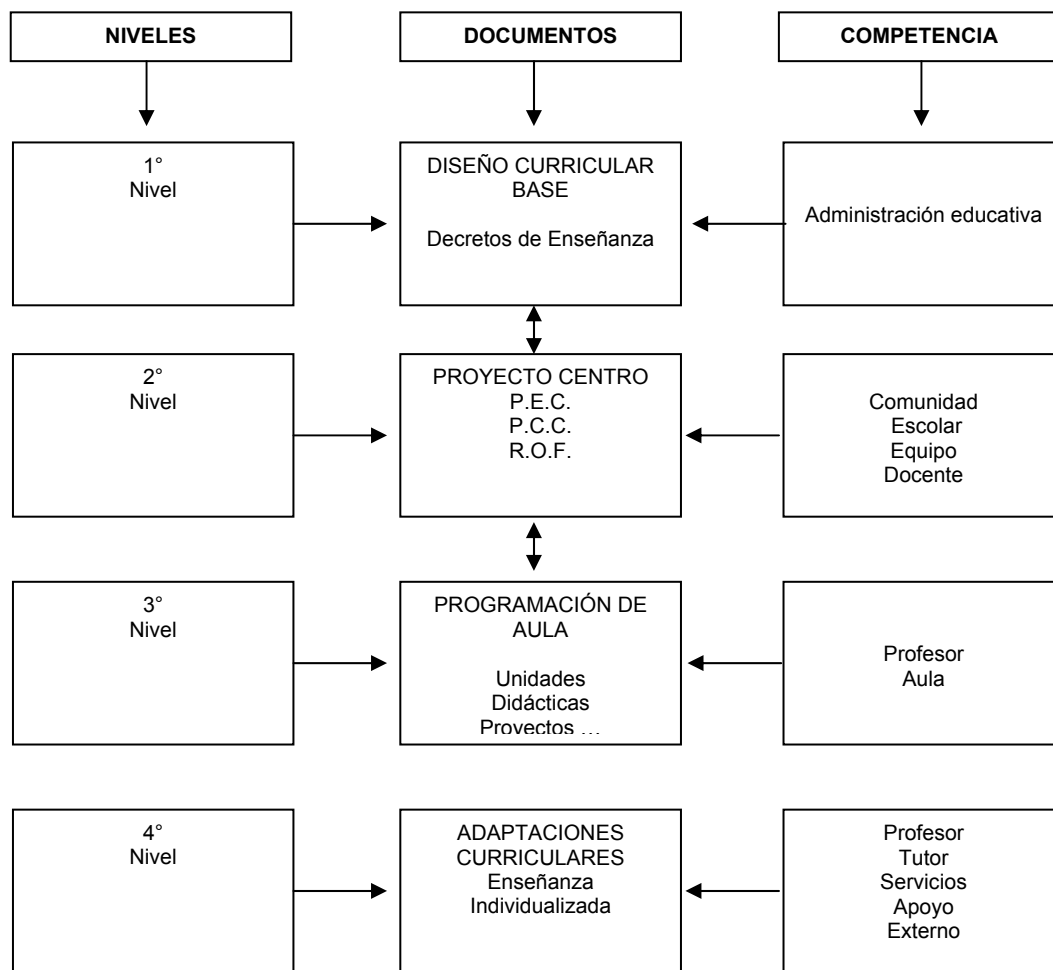 NIVELES
DOCUMENTOS
COMPETENCIA
1°
Nivel
DISEÑO CURRICULAR
BASE
Decretos de Enseñanza
Administración educativa
2°
Nivel
PROYECTO CENTRO
P.E.C.
P.C.C.
R.O.F.
Comunidad
Escolar
Equipo
Docente
3°
Nivel
PROGRAMACIÓN DE
AULA
Unidades
Didácticas
Proyectos …
Profesor
Aula
4°
Nivel
ADAPTACIONES
CURRICULARES
Enseñanza
Individualizada
Profesor
Tutor
Servicios
Apoyo
Externo